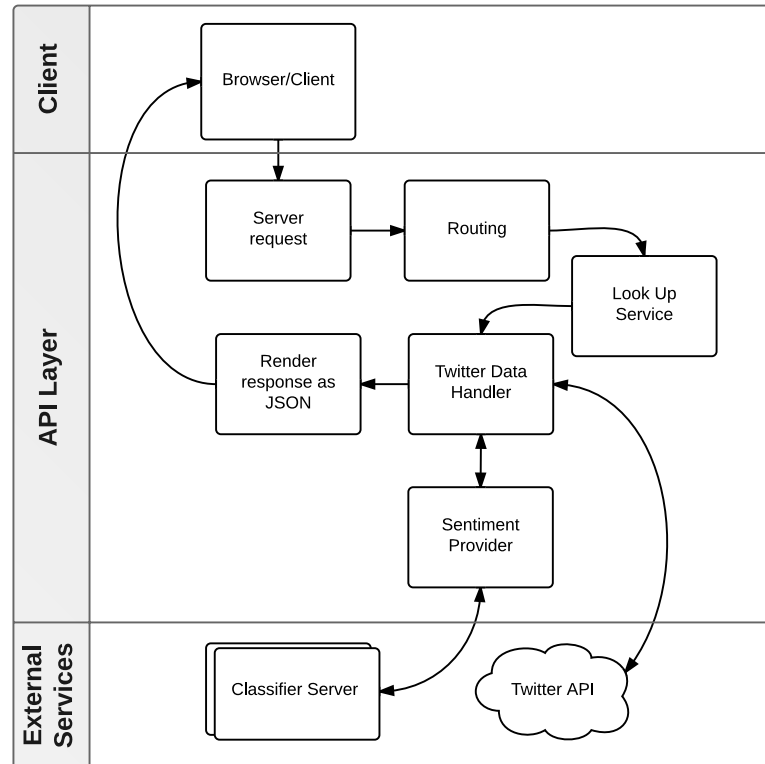 Client
Browser/Client
API Layer
Server
request
Routing
Look Up
Service
Render
response as
JSON
Twitter Data
Handler
Sentiment
Provider
External
Services
Classifier Server
Twitter API